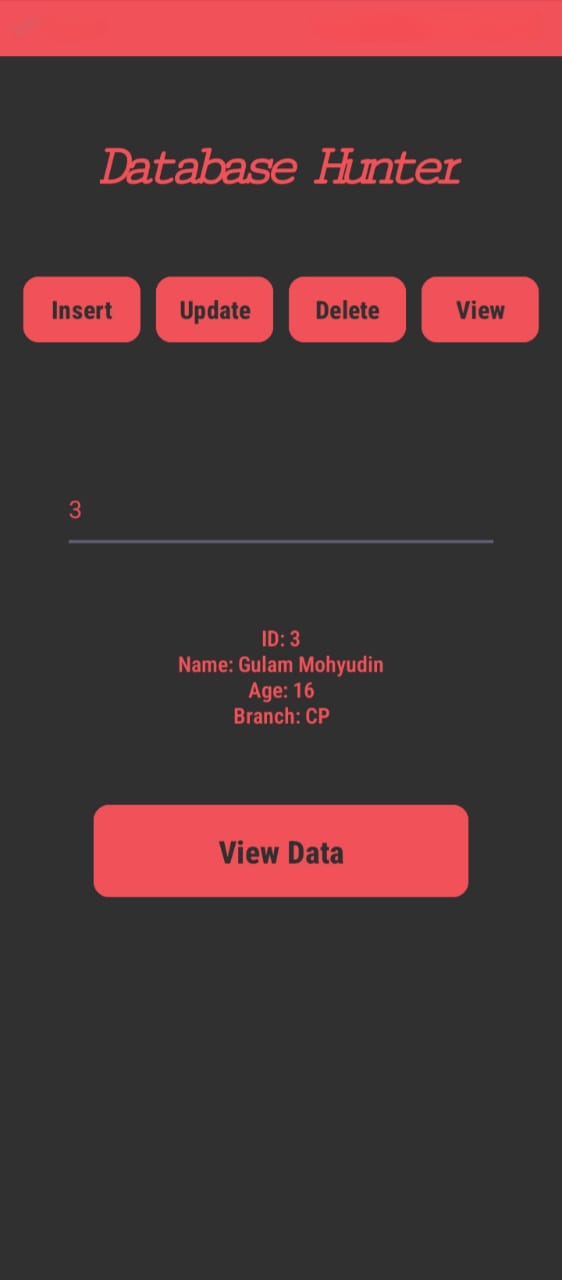 Database Hunter
Insert Update Delete View
3
ID: 3
Name: Gulam Mohyudin
Age: 16
Branch: CP
View Data